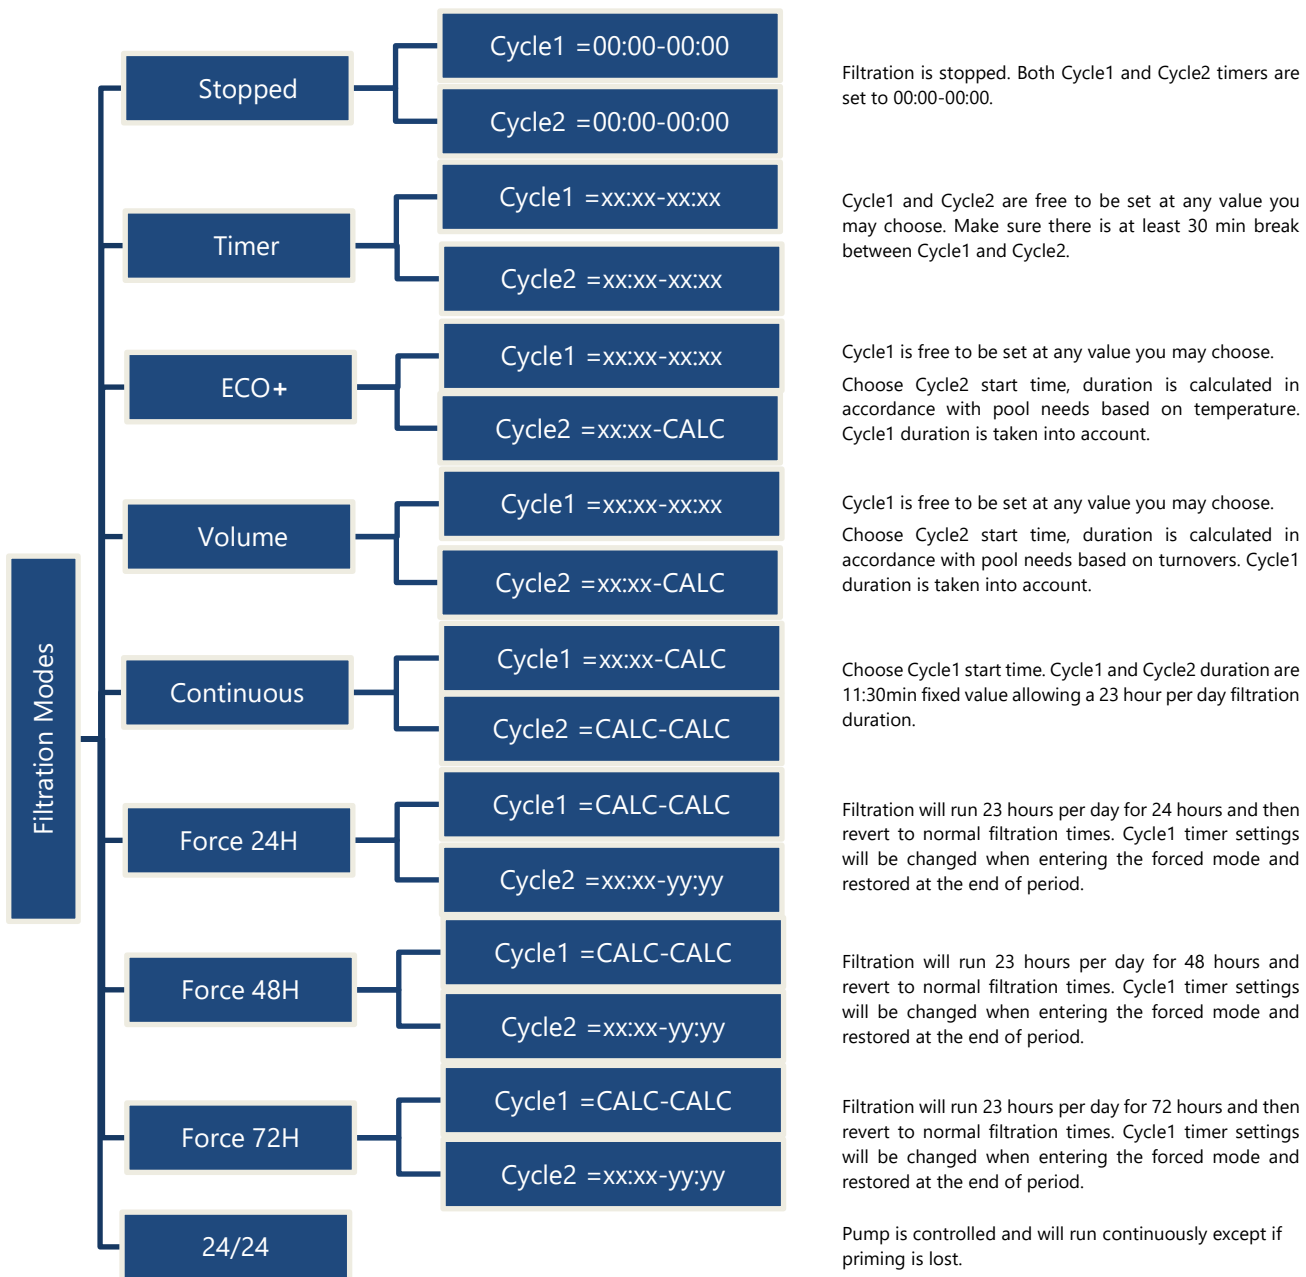 Filtration Modes
Stopped
Cycle1 =00:00-00:00
Cycle2 =00:00-00:00
Filtration is stopped. Both Cycle1 and Cycle2 timers are
set to 00:00-00:00.
Timer
Cycle1 =xx:xx-xx:xx
Cycle2 =xx:xx-xx:xx
Cycle1 and Cycle2 are free to be set at any value you
may choose. Make sure there is at least 30 min break
between Cycle1 and Cycle2.
ECO+
Cycle1 =xx:xx-xx:xx
Cycle2 =xx:xx-CALC
Cycle1 is free to be set at any value you may choose.
Choose Cycle2 start time, duration is calculated in
accordance with pool needs based on temperature.
Cycle1 duration is taken into account.
Volume
Cycle1 =xx:xx-xx:xx
Cycle2 =xx:xx-CALC
Cycle1 is free to be set at any value you may choose.
Choose Cycle2 start time, duration is calculated in
accordance with pool needs based on turnovers. Cycle1
duration is taken into account.
Continuous
Cycle1 =xx:xx-CALC
Cycle2 =CALC-CALC
Choose Cycle1 start time. Cycle1 and Cycle2 duration are
11:30min fixed value allowing a 23 hour per day filtration
duration.
Force 24H
Cycle1 =CALC-CALC
Cycle2 =xx:xx-yy:yy
Filtration will run 23 hours per day for 24 hours and then
revert to normal filtration times. Cycle1 timer settings
will be changed when entering the forced mode and
restored at the end of period.
Force 48H
Cycle1 =CALC-CALC
Cycle2 =xx:xx-yy:yy
Filtration will run 23 hours per day for 48 hours and
revert to normal filtration times. Cycle1 timer settings
will be changed when entering the forced mode and
restored at the end of period.
Force 72H
Cycle1 =CALC-CALC
Cycle2 =xx:xx-yy:yy
Filtration will run 23 hours per day for 72 hours and then
revert to normal filtration times. Cycle1 timer settings
will be changed when entering the forced mode and
restored at the end of period.
24/24
Pump is controlled and will run continuously except if
priming is lost.